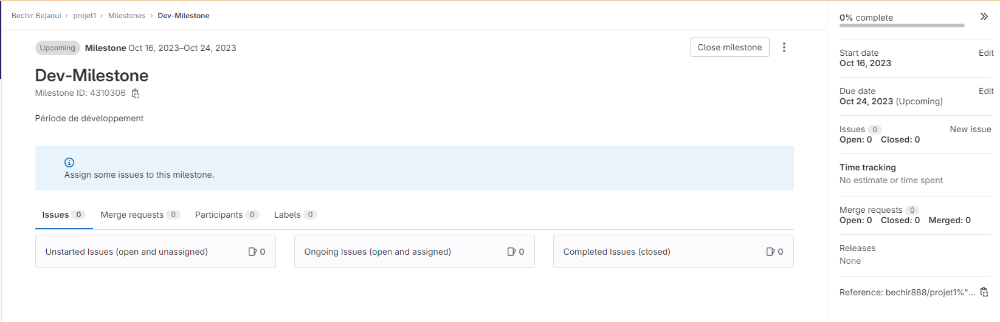 Bechir Bejaoui > projet1 > Milestones > Dev-Milestone
Upcoming Milestone Oct 16, 2023–Oct 24, 2023
Close milestone
Dev-Milestone
Milestone ID: 4310306
Période de développement
Assign some issues to this milestone.
Issues 0 Merge requests 0 Participants 0 Labels 0
Unstarted Issues (open and unassigned) 0
Ongoing Issues (open and assigned) 0
Completed Issues (closed) 0
0% complete
Start date Edit
Oct 16, 2023
Due date Edit
Oct 24, 2023 (Upcoming)
Issues 0 New issue
Open: 0 Closed: 0
Time tracking
No estimate or time spent
Merge requests 0
Open: 0 Closed: 0 Merged: 0
Releases
None
Reference: bechir888/projet1%"...